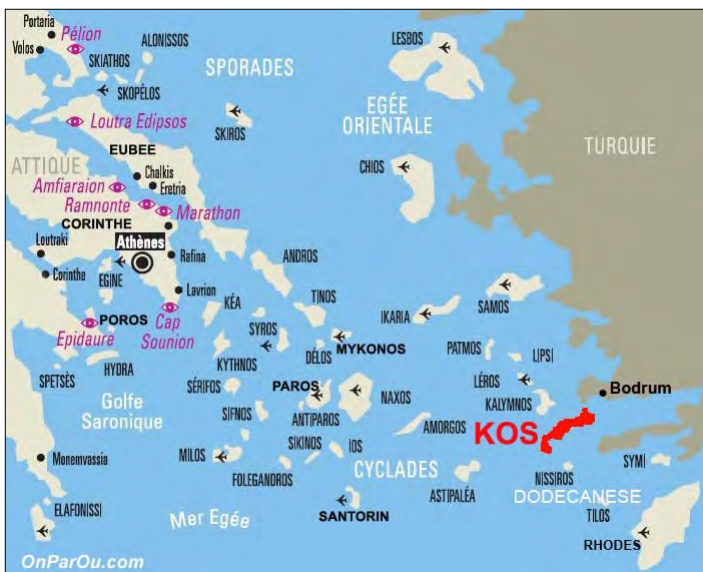 Portaria
Pélion
Volos
SKIATHOS
ALONISSOS
SKOPÉLOS
SPORADES
LESBOS
SKIROS
EGÉE
ORIENTALE
Loutra Edipsos
EUBEE
CHIOS
TURQUIE
ATTIQUE
Chalkis
Amfiaraion
Eretria
Ramnonte
Marathon
CORINTHE
Loutraki
Athènes
Rafina
Corinthe
EGINE
ANDROS
Lavrion
KÉA
TINOS
SAMOS
IKARIA
POROS
Cap
Sounion
Epidaure
SYROS
DÉLOS
MYKONOS
PATMOS
LIPSI
HYDRA
KYTHNOS
SPETSÈS
SÉRIFOS
PAROS
NAXOS
LÉROS
Bodrum
KALYMNOS
Golfe
Saronique
SIFNOS
ANTIPAROS
AMORGOS
KOS
SIKINOS
IOS
MILOS
Monemvassia
FOLEGANDROS
CYCLADES
ASTIPALÉA
NISSIROS
SYMI
DODECANESE
ELAFONISSI
Mer Egée
SANTORIN
TILOS
RHODES
OnParOu.com